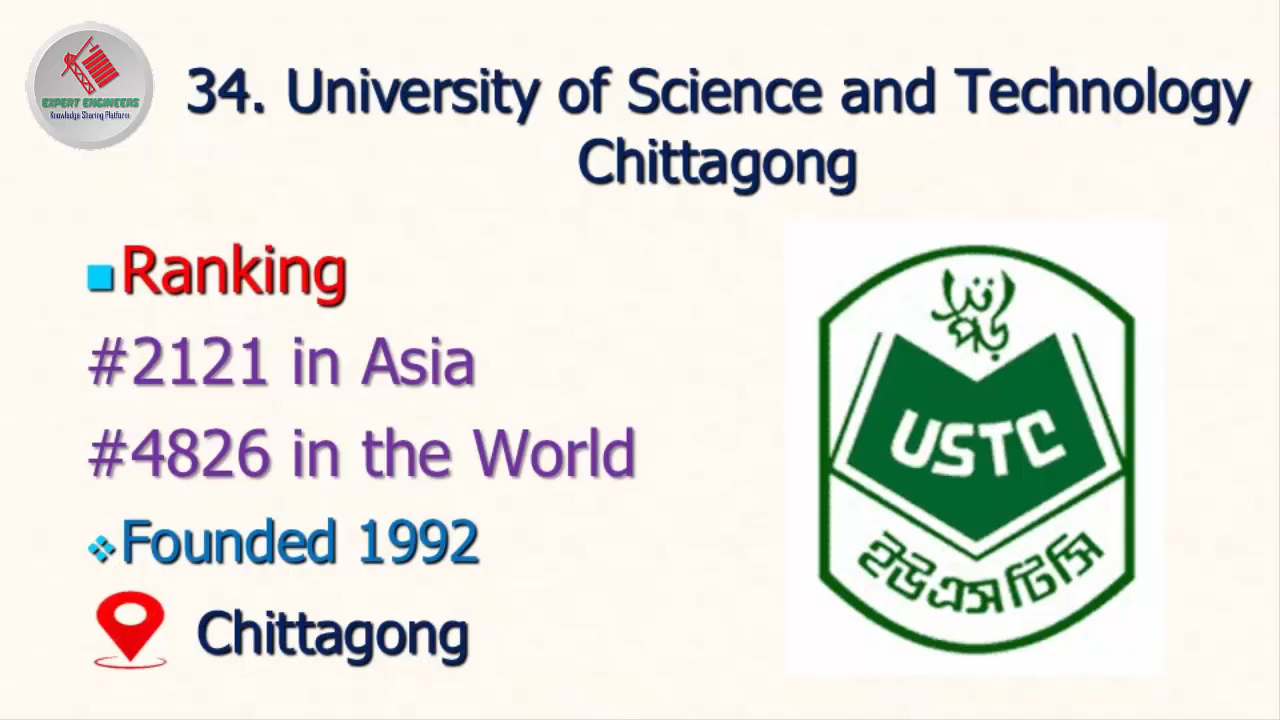 EXPERT ENGINEERS
Knowledge Sharing Platform
34. University of Science and Technology
Chittagong
Ranking
#2121 in Asia
#4826 in the World
Founded 1992
Chittagong
USTC
ইউএসটিসি